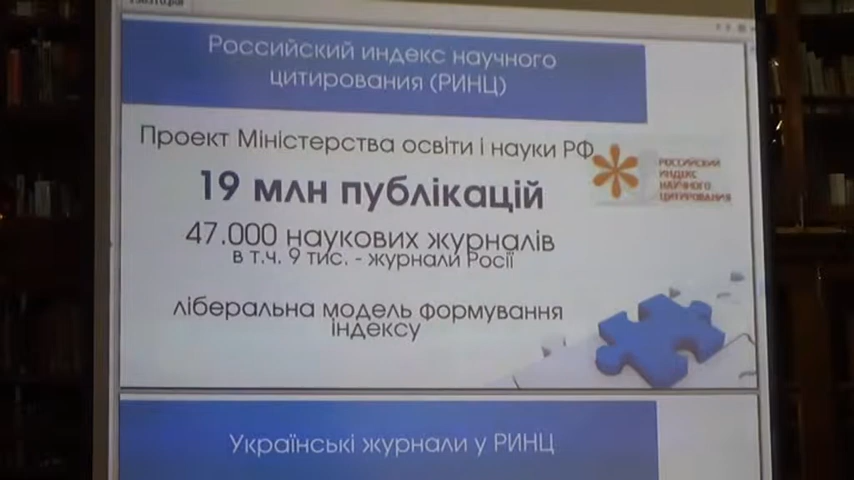 Российский индекс научного
цитирования (РИНЦ)
Проект Міністерства освіти і науки РФ
РОССИЙСКИЙ
ИНДЕКС
НАУЧНОГО
ЦИТИРОВАНИЯ
19 млн публікацій
47.000 наукових журналів
в т.ч. 9 тис. - журнали Росії
ліберальна модель формування
індексу
Українські журнали у РИНЦ